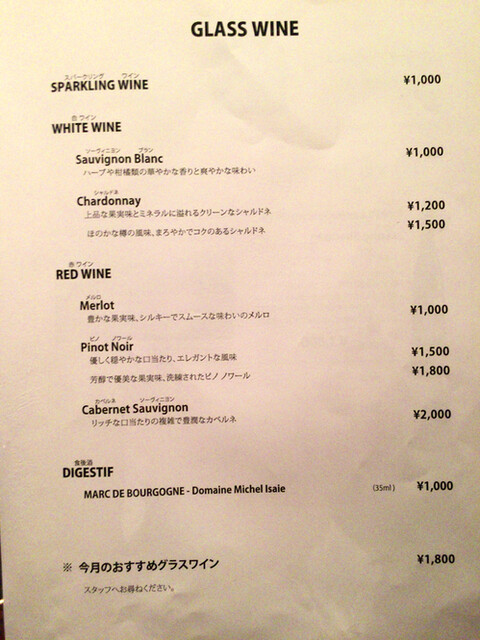 GLASS WINE
スパークリング ワイン
SPARKLING WINE ¥1,000
白 ワイン
WHITE WINE
ソーヴィニヨン ブラン
Sauvignon Blanc ¥1,000
ハーブや柑橘類の華やかな香りと爽やかな味わい
シャルドネ
Chardonnay
上品な果実味とミネラルに溢れるクリーンなシャルドネ ¥1,200
ほのかな樽の風味、まろやかでコクのあるシャルドネ ¥1,500
赤 ワイン
RED WINE
メルロ
Merlot ¥1,000
豊かな果実味、シルキーでスムースな味わいのメルロ
ピノ ノワール
Pinot Noir
優しく穏やかな口当たり、エレガントな風味 ¥1,500
芳醇で優美な果実味、洗練されたピノ ノワール ¥1,800
カベルネ ソーヴィニヨン
Cabernet Sauvignon ¥2,000
リッチな口当たりの複雑で豊潤なカベルネ
食後酒
DIGESTIF
MARC DE BOURGOGNE - Domaine Michel Isaie (35ml) ¥1,000
※ 今月のおすすめグラスワイン ¥1,800
スタッフへお尋ねください。